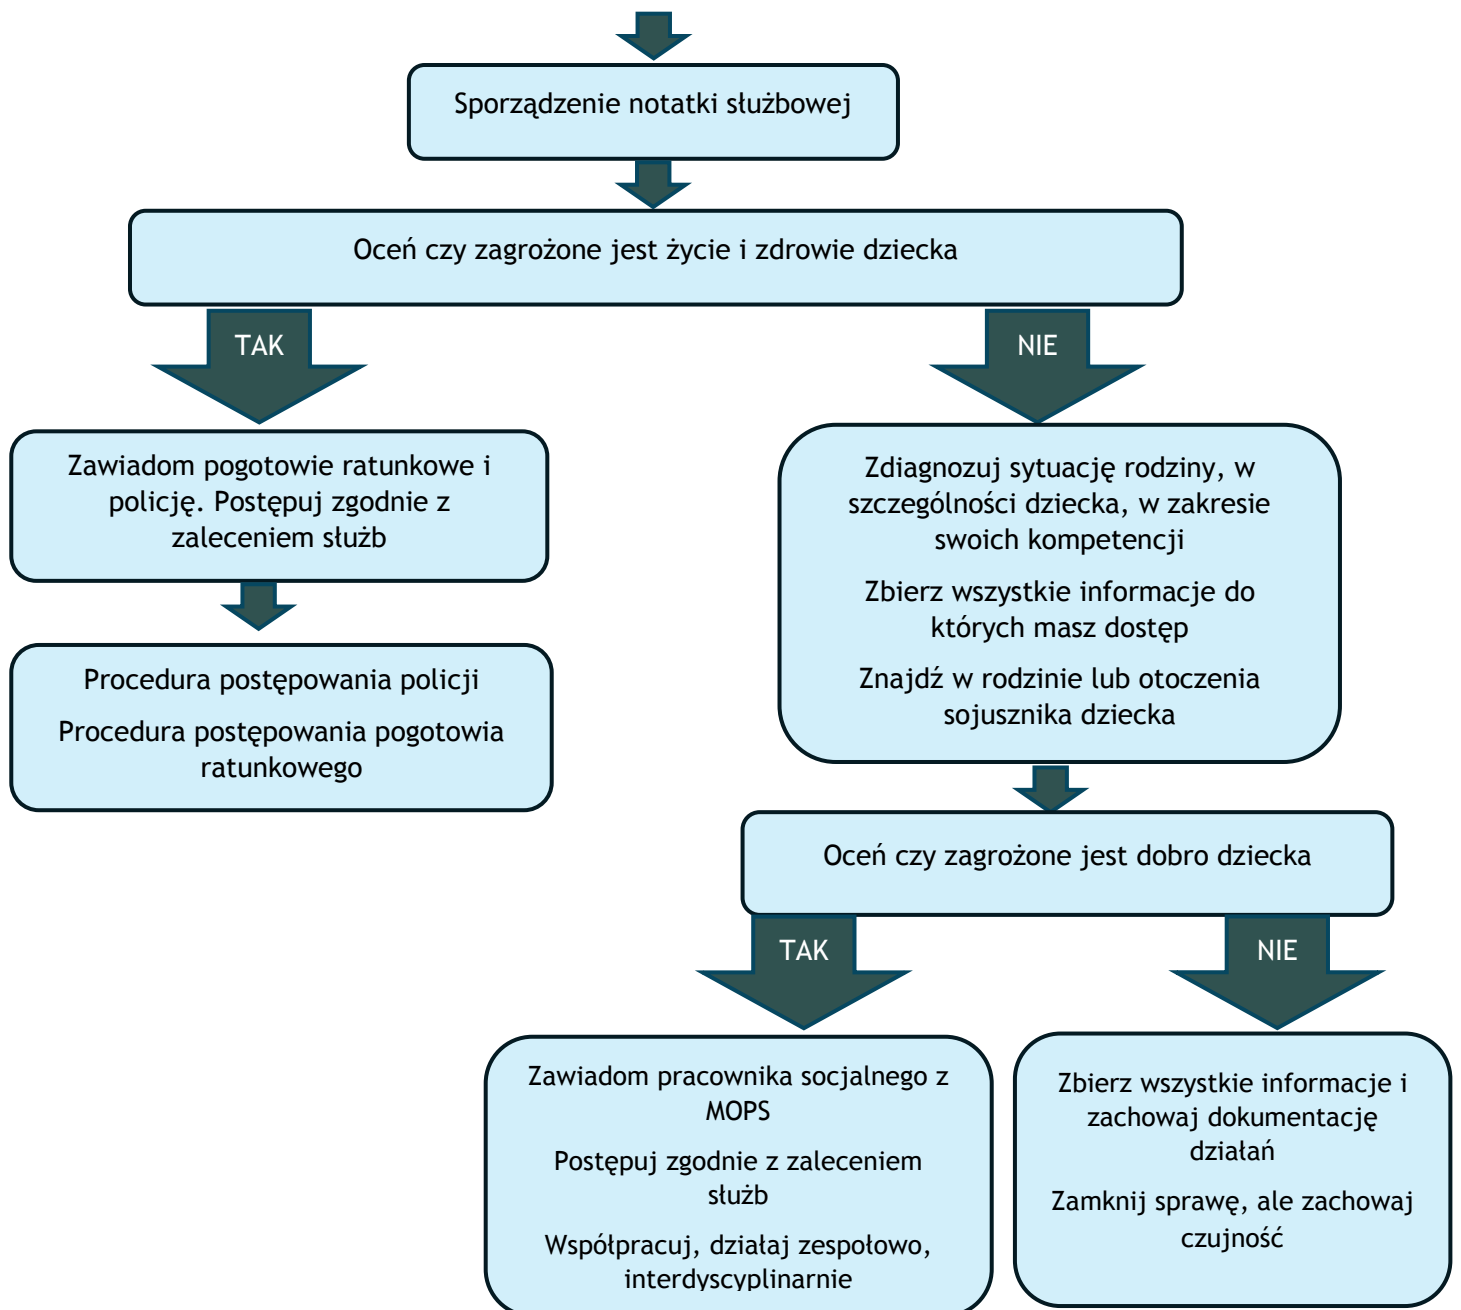 Sporządzenie notatki służbowej
Oceń czy zagrożone jest życie i zdrowie dziecka
TAK
NIE
Zawiadom pogotowie ratunkowe i
policję. Postępuj zgodnie z
zaleceniem służb
Procedura postępowania policji
Procedura postępowania pogotowia
ratunkowego
Zdiagnozuj sytuację rodziny, w
szczególności dziecka, w zakresie
swoich kompetencji
Zbierz wszystkie informacje do
których masz dostęp
Znajdź w rodzinie lub otoczenia
sojusznika dziecka
Oceń czy zagrożone jest dobro dziecka
TAK
NIE
Zawiadom pracownika socjalnego z
MOPS
Postępuj zgodnie z zaleceniem
służb
Współpracuj, działaj zespołowo,
interdyscyplinarnie
Zbierz wszystkie informacje i
zachowaj dokumentację
działań
Zamknij sprawę, ale zachowaj
czujność